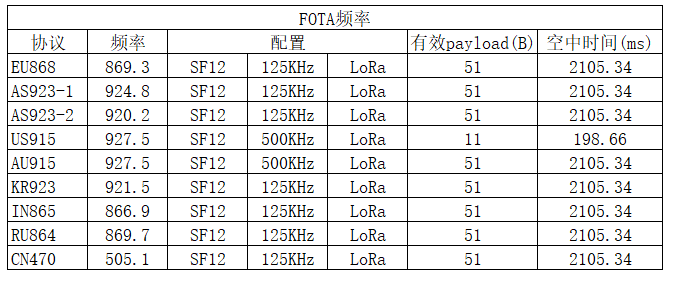 FOTA频率
协议 频率 配置 有效payload(B) 空中时间(ms)
EU868 869.3 SF12 125KHz LoRa 51 2105.34
AS923-1 924.8 SF12 125KHz LoRa 51 2105.34
AS923-2 920.2 SF12 125KHz LoRa 51 2105.34
US915 927.5 SF12 500KHz LoRa 11 198.66
AU915 927.5 SF12 500KHz LoRa 51 2105.34
KR923 921.5 SF12 125KHz LoRa 51 2105.34
IN865 866.9 SF12 125KHz LoRa 51 2105.34
RU864 869.7 SF12 125KHz LoRa 51 2105.34
CN470 505.1 SF12 125KHz LoRa 51 2105.34